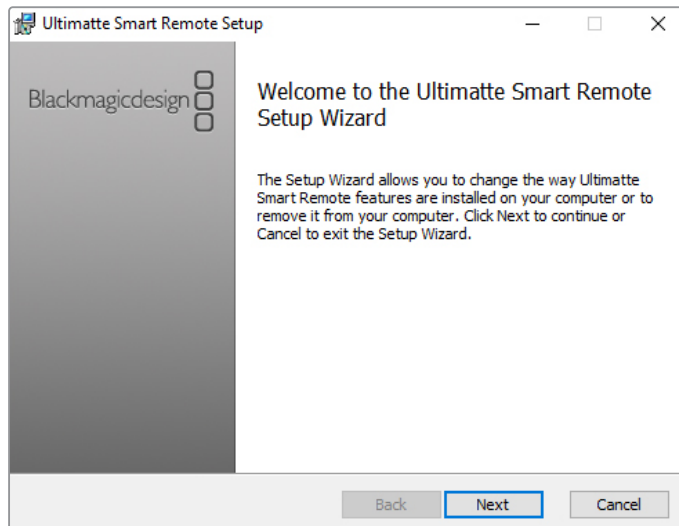 Ultimatte Smart Remote Setup
Blackmagicdesign
Welcome to the Ultimatte Smart Remote
Setup Wizard
The Setup Wizard allows you to change the way Ultimatte
Smart Remote features are installed on your computer or to
remove it from your computer. Click Next to continue or
Cancel to exit the Setup Wizard.
Back
Next
Cancel